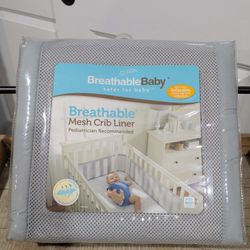 BreathableBaby
safer for baby
Breathable
Mesh Crib Liner
Pediatrician Recommended